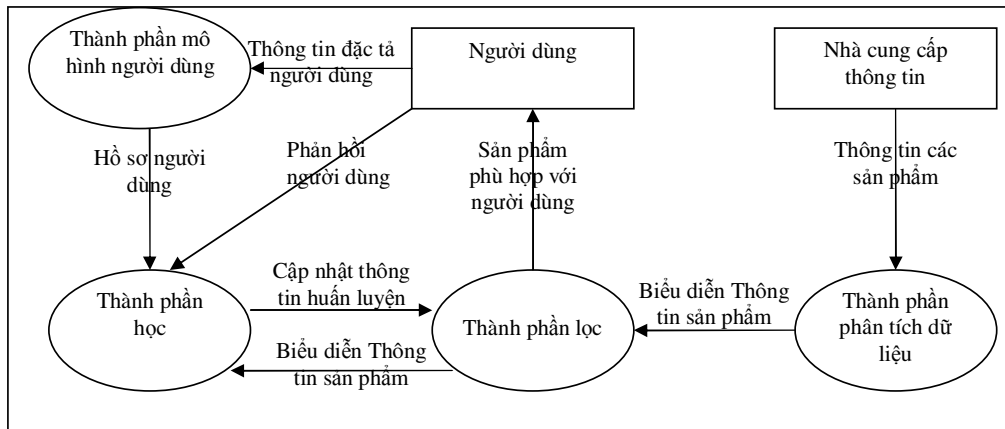 Thành phần mô
hình người dùng
Thông tin đặc tả
người dùng
Người dùng
Nhà cung cấp
thông tin
Hồ sơ người
dùng
Phản hồi
người dùng
Sản phẩm
phù hợp với
người dùng
Thông tin các
sản phẩm
Thành phần
học
Cập nhật thông
tin huấn luyện
Biểu diễn Thông
tin sản phẩm
Thành phần lọc
Biểu diễn Thông
tin sản phẩm
Thành phần
phân tích dữ
liệu